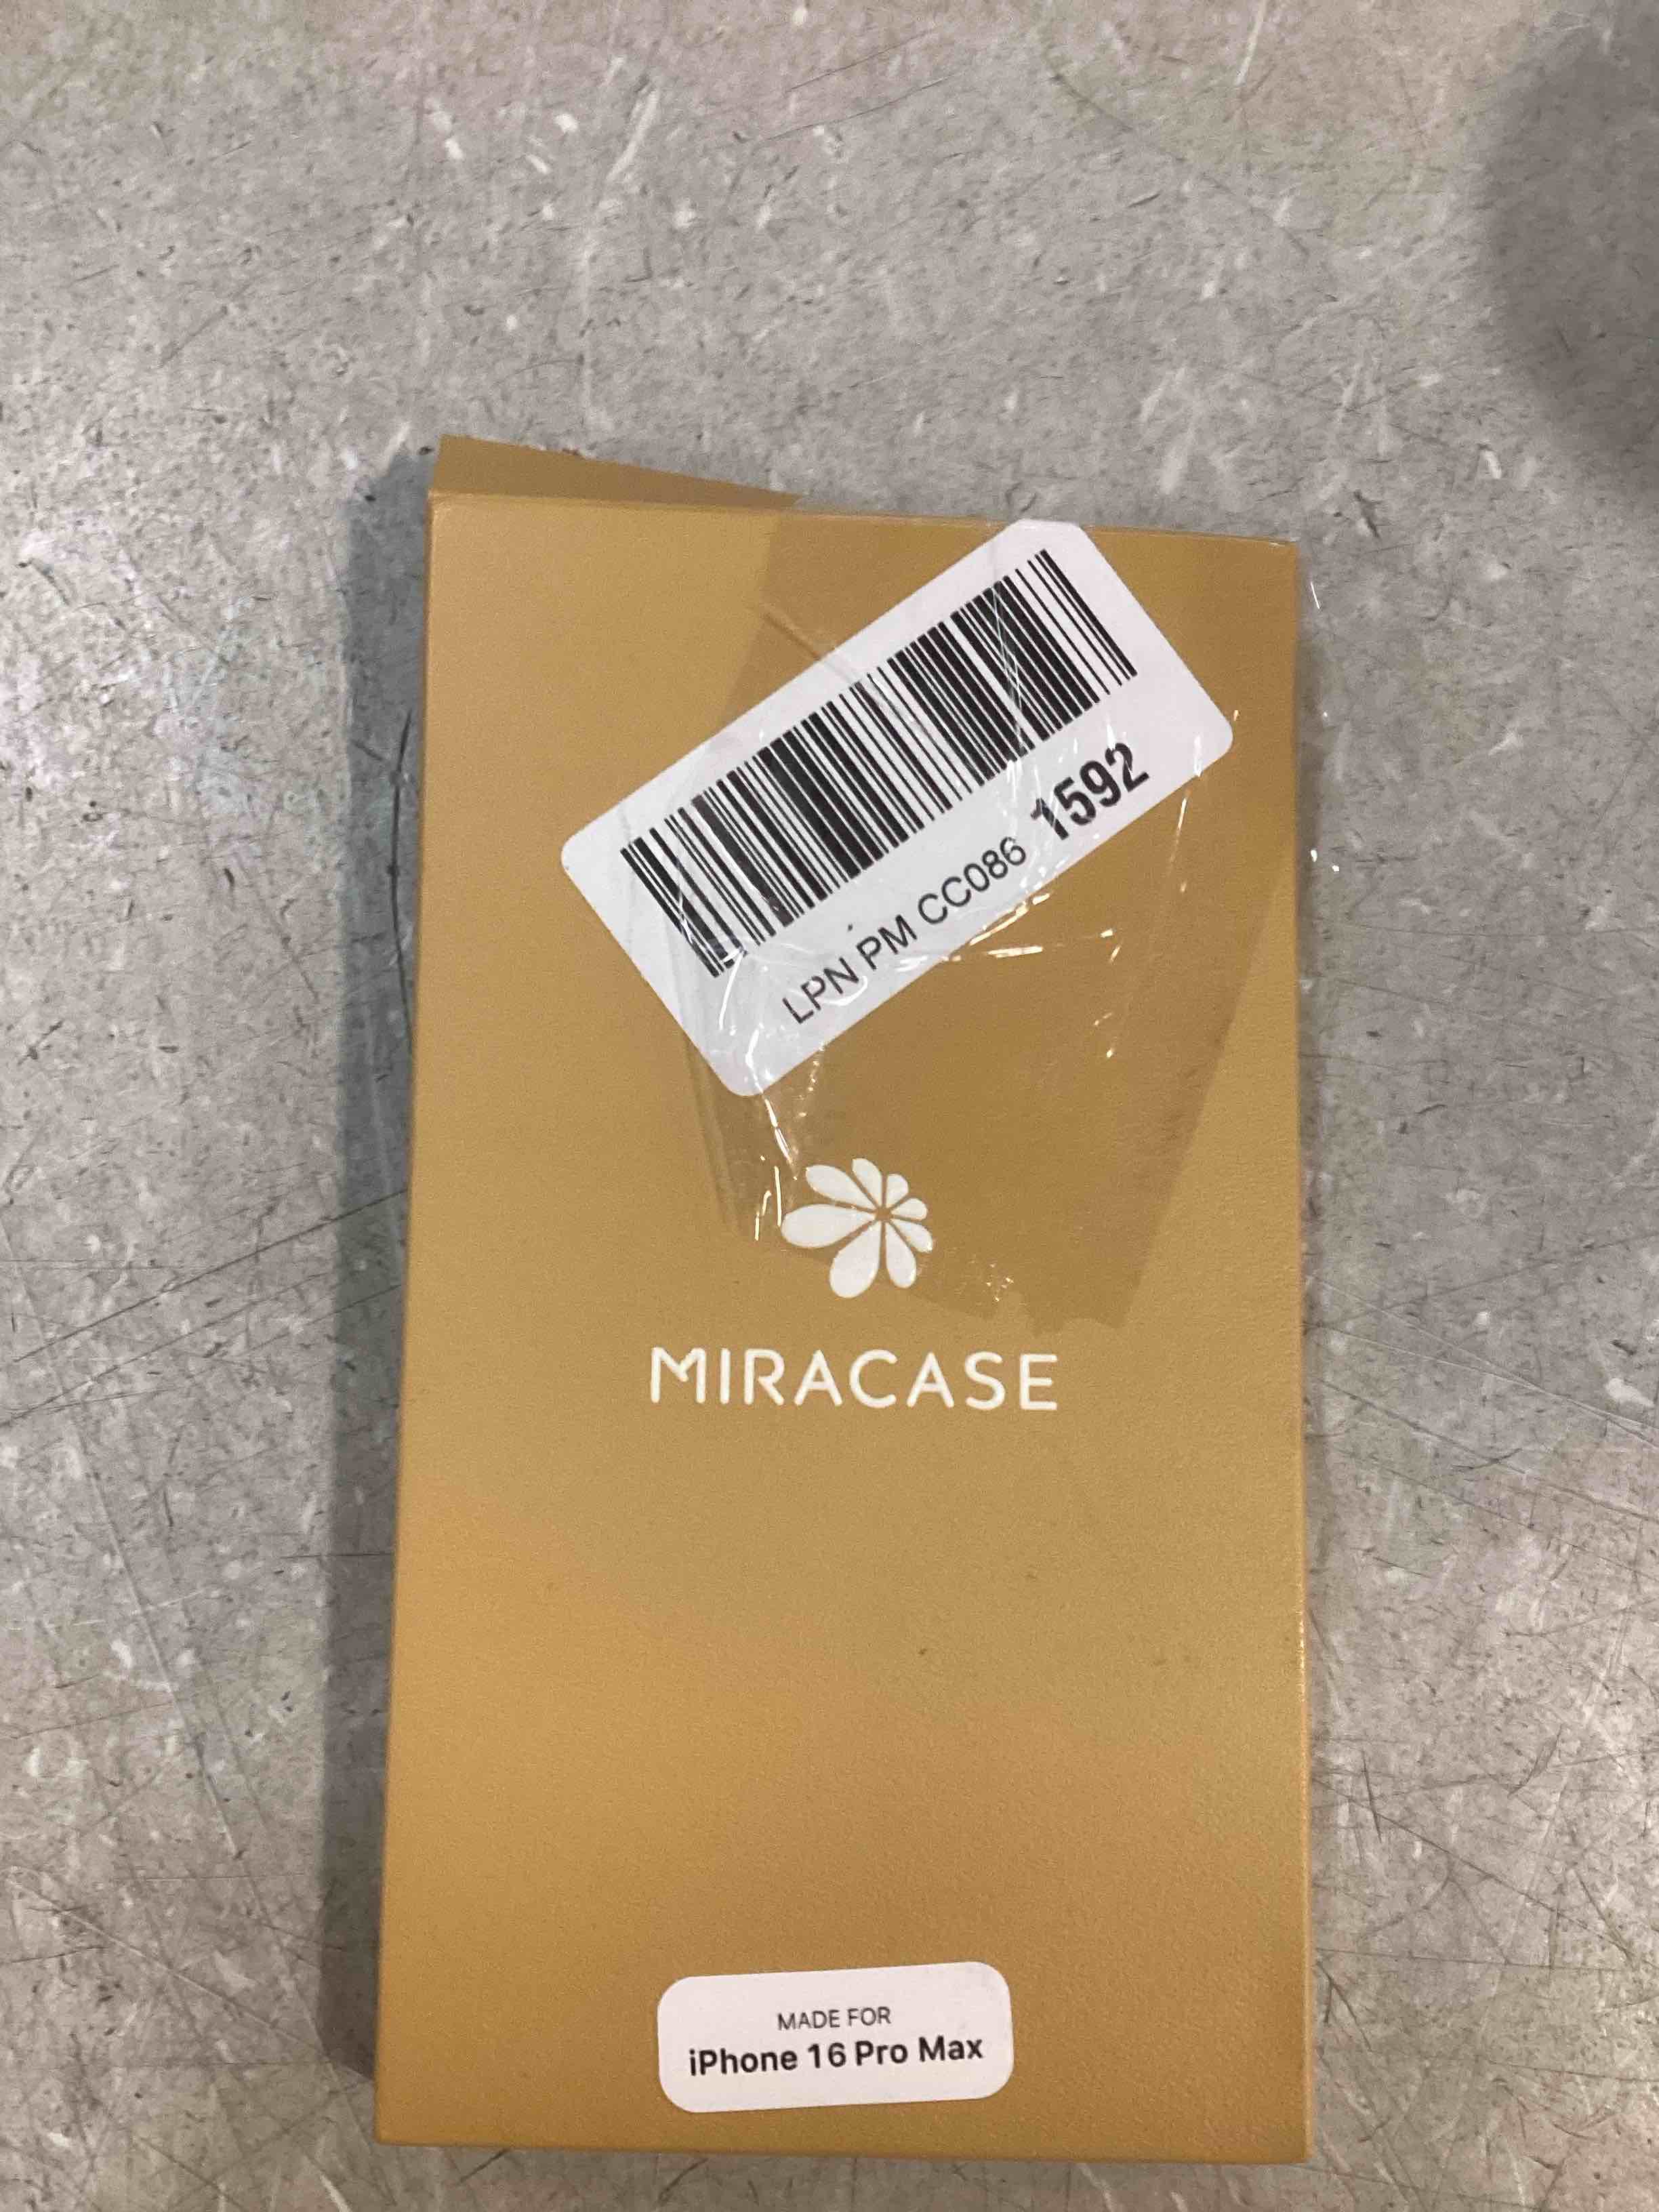 LPN PM CC086 1592
MIRACASE
MADE FOR
iPhone 16 Pro Max